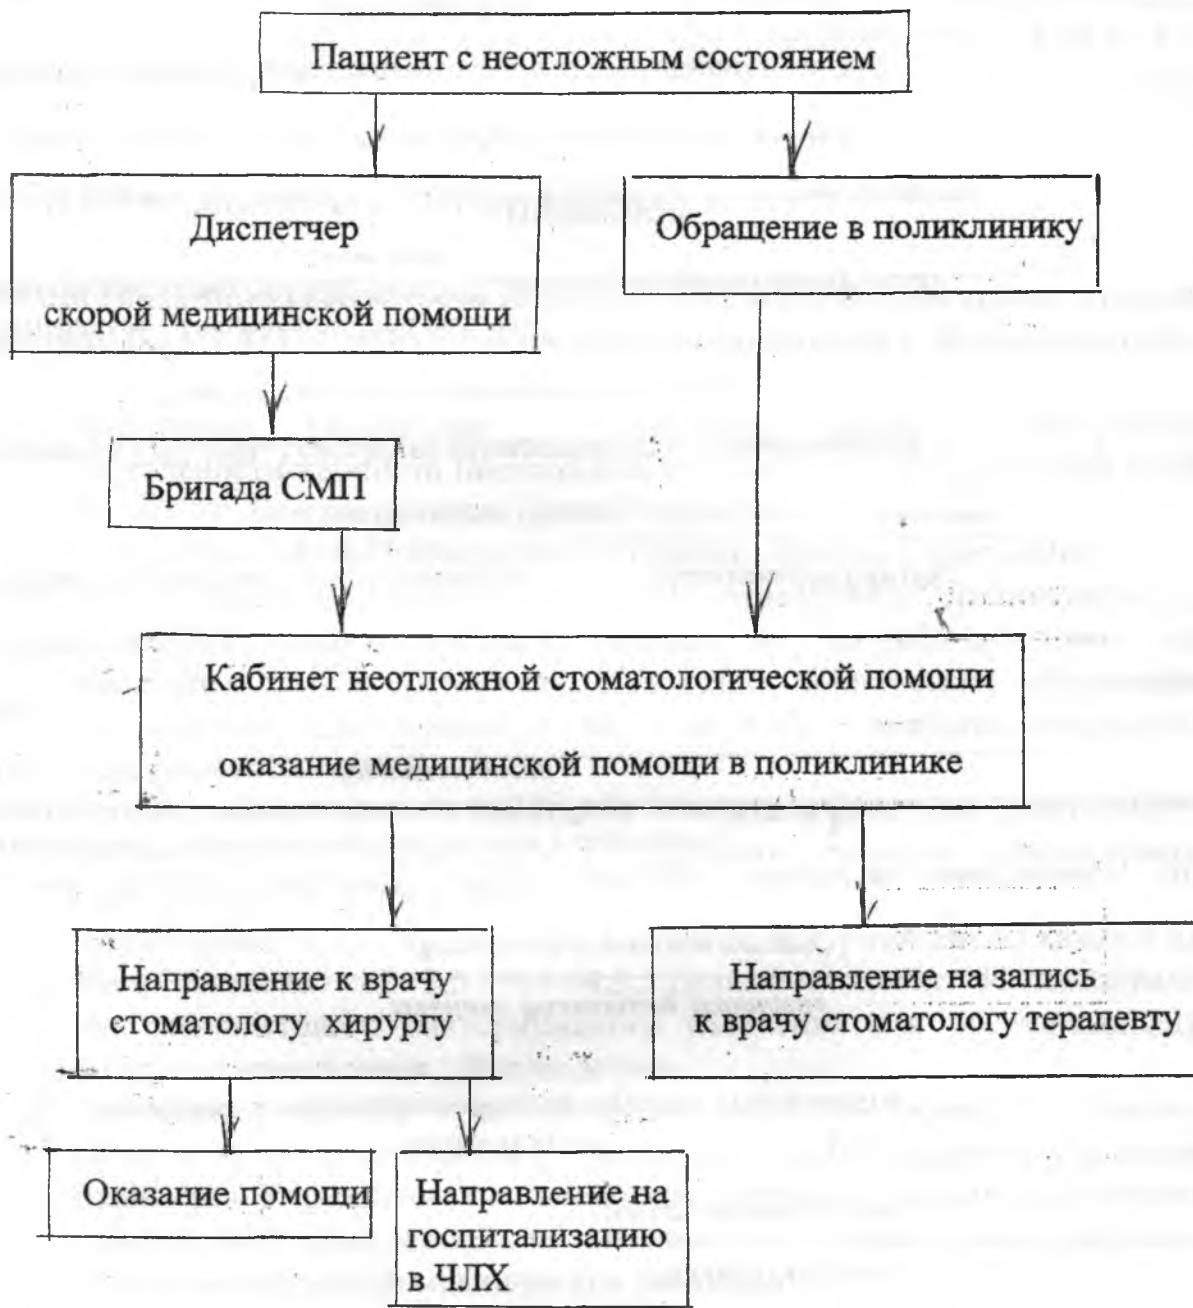 Пациент с неотложным состоянием
Диспетчер
скорой медицинской помощи
Обращение в поликлинику
Бригада СМП
Кабинет неотложной стоматологической помощи
оказание медицинской помощи в поликлинике
Направление к врачу
стоматологу хирургу
Направление на запись
к врачу стоматологу терапевту
Оказание помощи
Направление на
госпитализацию
в ЧЛХ